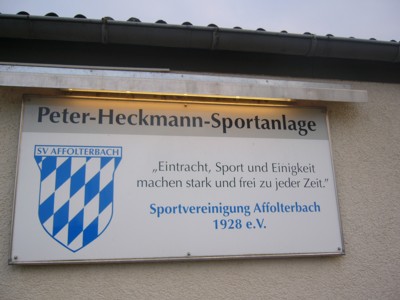 Peter-Heckmann-Sportanlage
SV AFFOLTERBACH
„Eintracht, Sport und Einigkeit
machen stark und frei zu jeder Zeit.”
Sportvereinigung Affolterbach
1928 e.V.